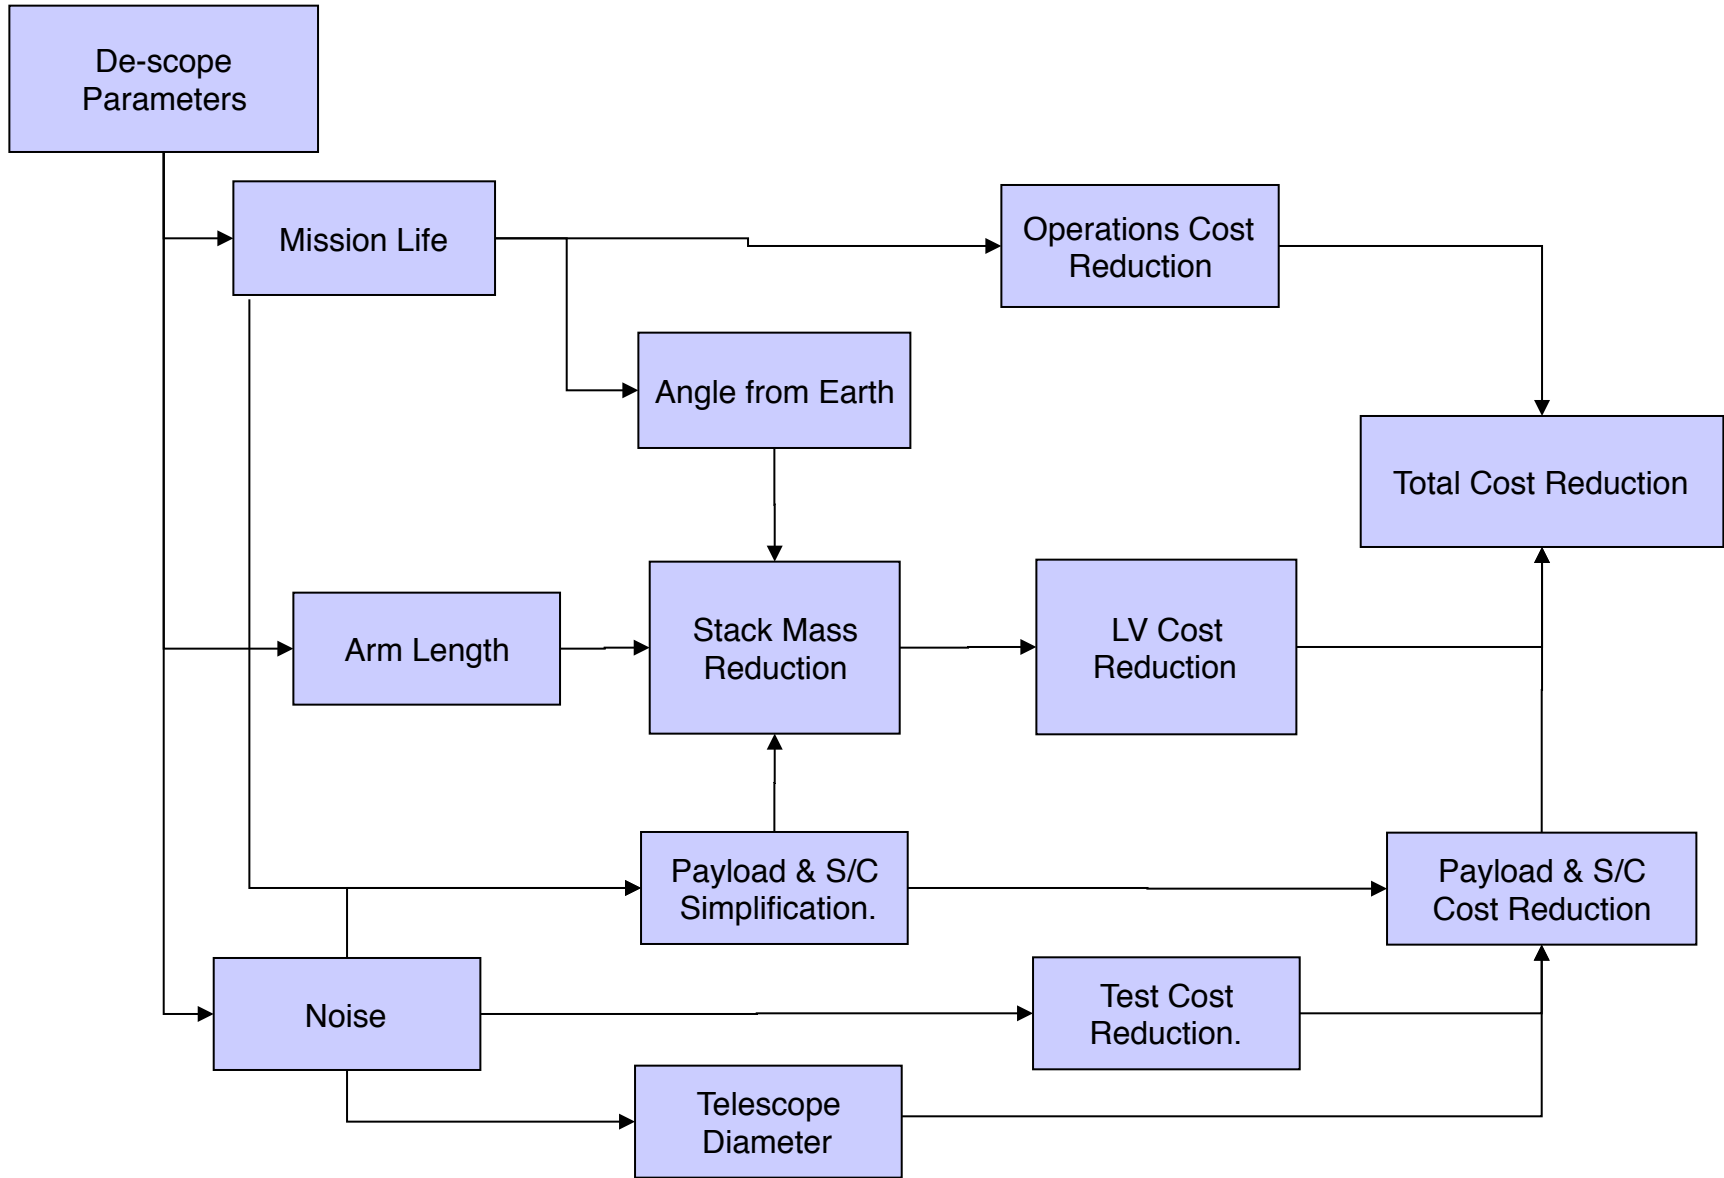 De-scope
Parameters
Mission Life
Operations Cost
Reduction
Angle from Earth
Total Cost Reduction
Arm Length
Stack Mass
Reduction
LV Cost
Reduction
Payload & S/C
Simplification.
Payload & S/C
Cost Reduction
Noise
Test Cost
Reduction.
Telescope
Diameter